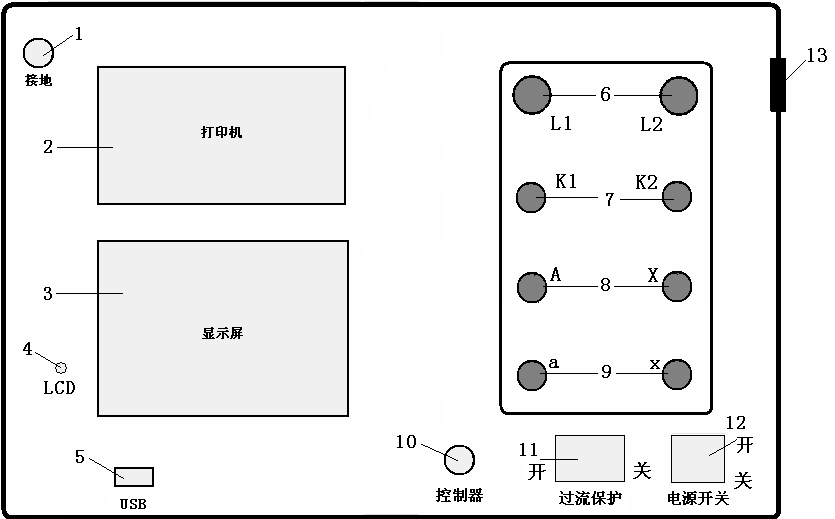 1
接地
2
打印机
3
显示屏
4
LCD
5
USB
6
L1
L2
K1
K2
7
A
X
8
a
x
9
10
控制器
11
开
关
过流保护
12
开
关
电源开关
13